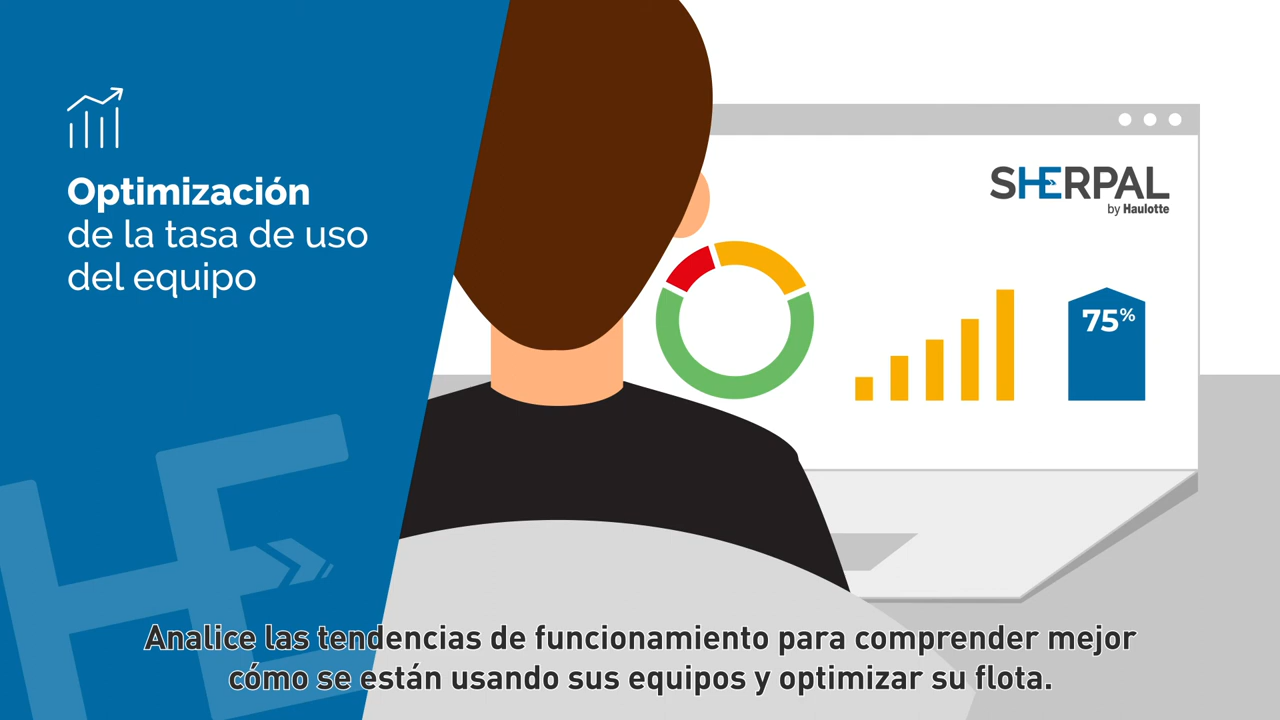 Optimización
de la tasa de uso
del equipo
SHERPAL
by Haulotte
75%
Analice las tendencias de funcionamiento para comprender mejor
cómo se están usando sus equipos y optimizar su flota.